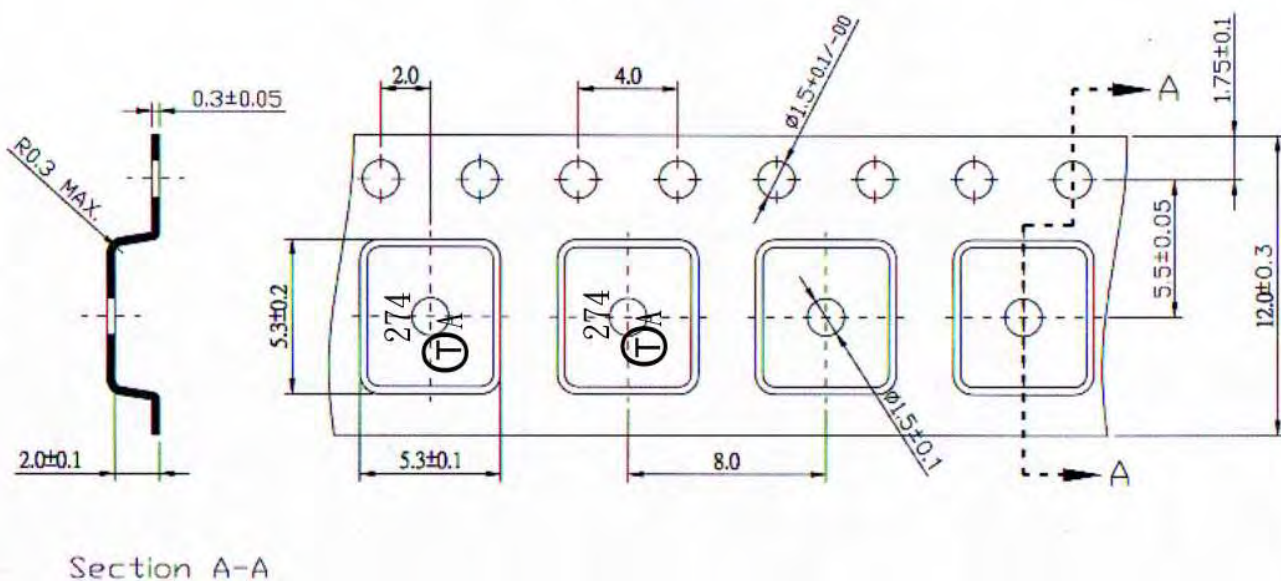 2.0
4.0
Ø1.5+0.1/-00
A
1.75±0.1
0.3±0.05
R0.3 MAX.
5.3±0.2
274
Ⓣ A
274
Ⓣ A
5.5±0.05
12.0±0.3
Ø1.5±0.1
2.0±0.1
5.3±0.1
8.0
A
Section A-A